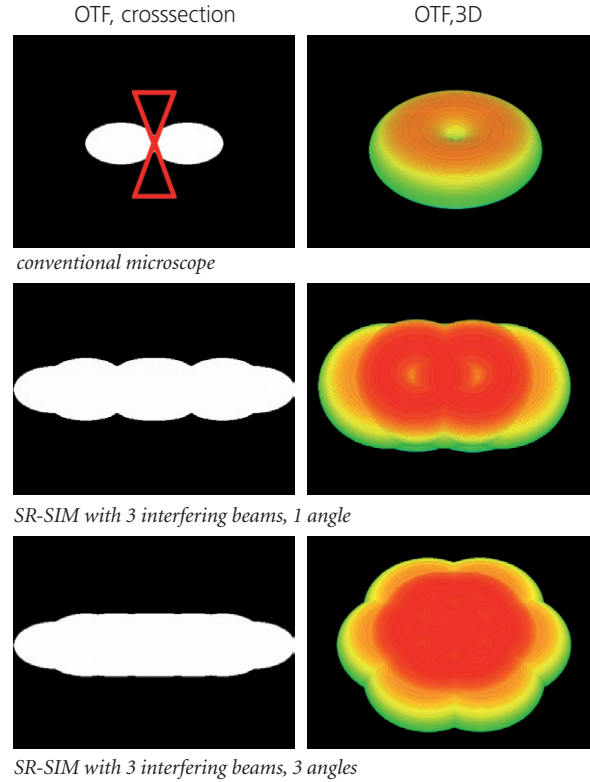 OTF, crosssection
OTF,3D
conventional microscope
SR-SIM with 3 interfering beams, 1 angle
SR-SIM with 3 interfering beams, 3 angles